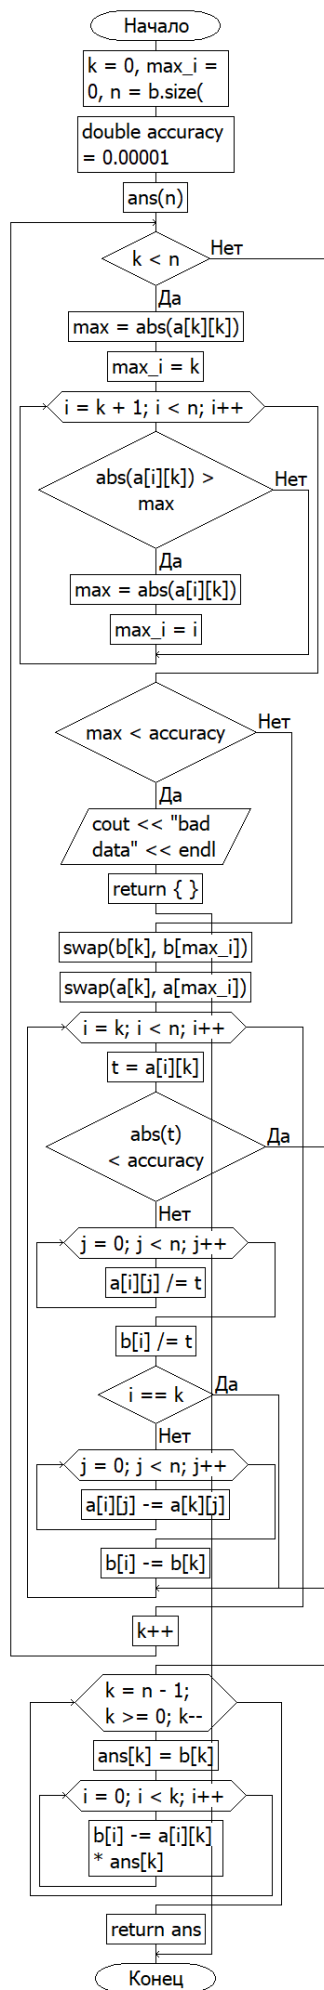 Начало
k = 0, max_i =
0, n = b.size(
double accuracy
= 0.00001
ans(n)
k < n
Нет
Да
max = abs(a[k][k])
max_i = k
i = k + 1; i < n; i++
abs(a[i][k]) >
max
Нет
Да
max = abs(a[i][k])
max_i = i
max < accuracy
Нет
Да
cout << "bad
data" << endl
return { }
swap(b[k], b[max_i])
swap(a[k], a[max_i])
i = k; i < n; i++
t = a[i][k]
abs(t)
< accuracy
Да
Нет
j = 0; j < n; j++
a[i][j] /= t
b[i] /= t
i == k
Да
Нет
j = 0; j < n; j++
a[i][j] -= a[k][j]
b[i] -= b[k]
k++
k = n - 1;
k >= 0; k--
ans[k] = b[k]
i = 0; i < k; i++
b[i] -= a[i][k]
* ans[k]
return ans
Конец